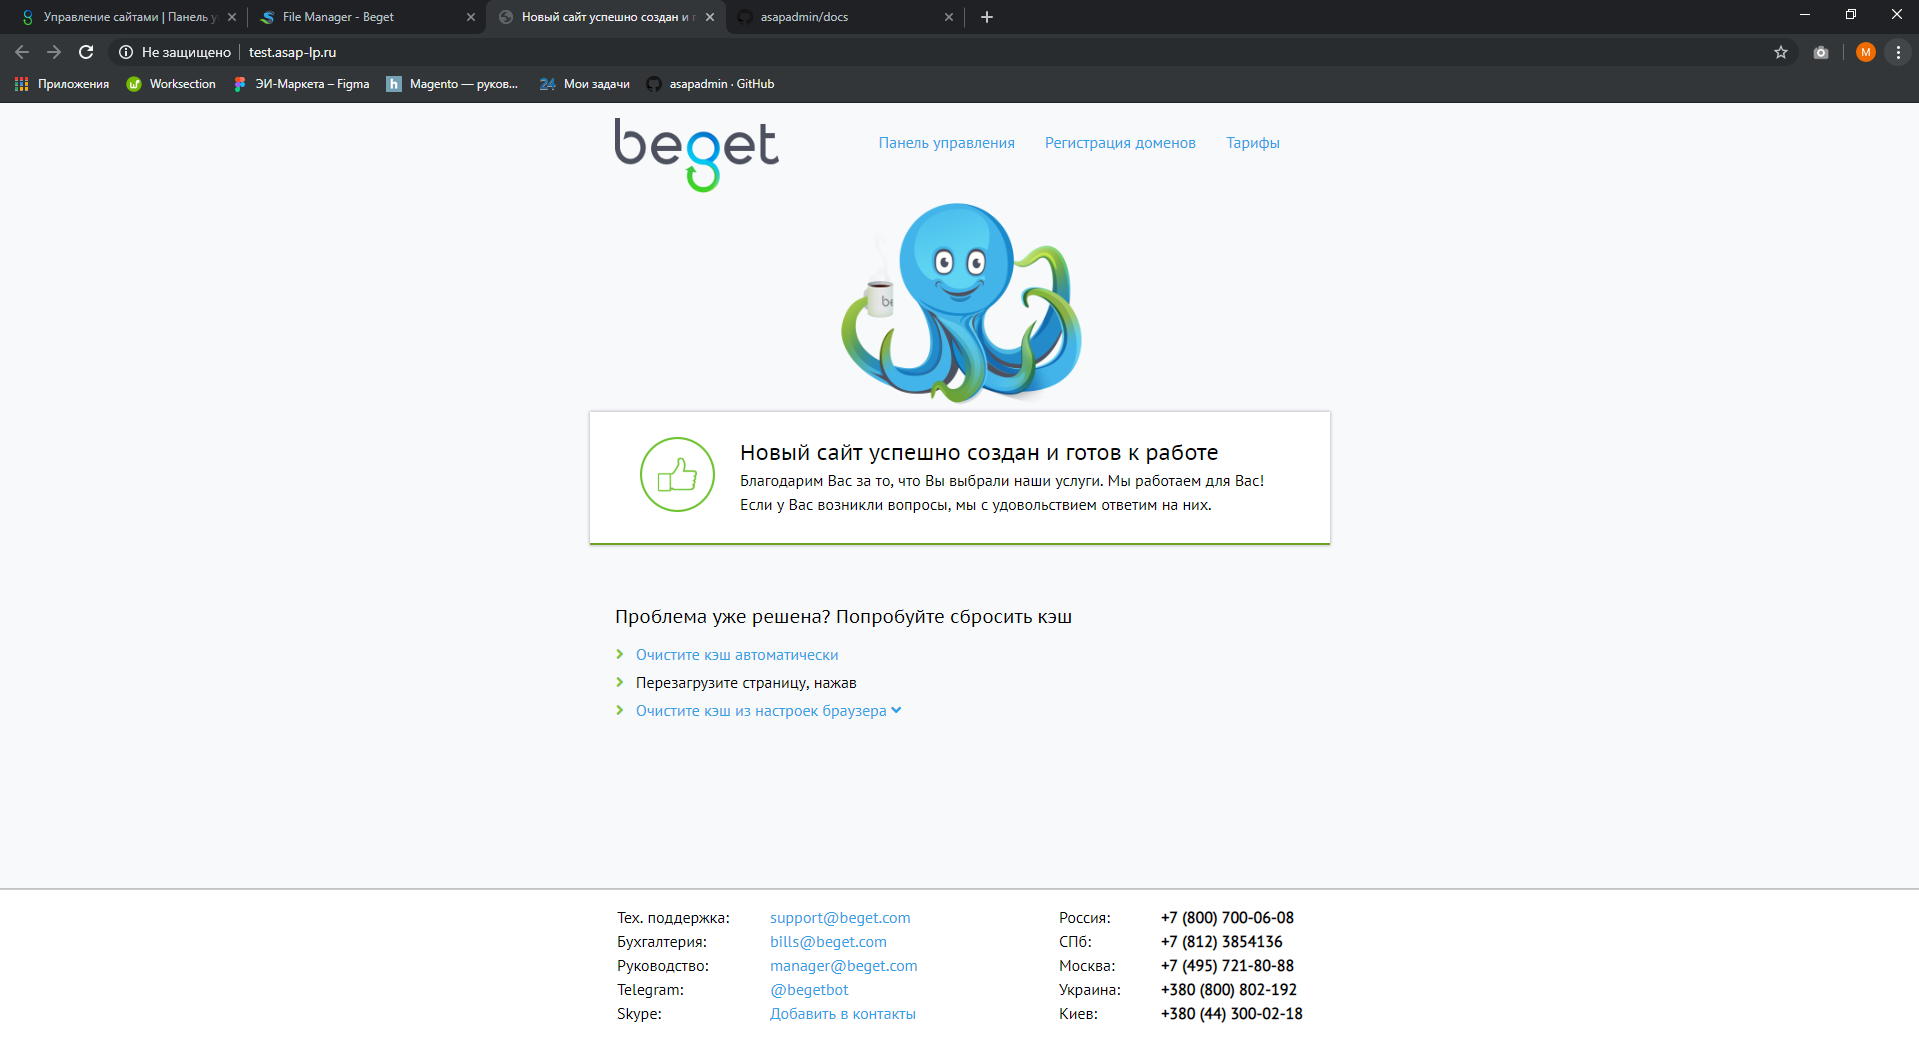 Управление сайтами | Панель у
File Manager - Beget
Новый сайт успешно создан и г
asapadmin/docs
Не защищено
test.asap-lp.ru
M
Приложения
Worksection
ЭИ-Маркета – Figma
h
Magento — руков...
24
Мои задачи
asapadmin · GitHub
beget
Панель управления
Регистрация доменов
Тарифы
be
Новый сайт успешно создан и готов к работе
Благодарим Вас за то, что Вы выбрали наши услуги. Мы работаем для Вас!
Если у Вас возникли вопросы, мы с удовольствием ответим на них.
Проблема уже решена? Попробуйте сбросить кэш
Очистите кэш автоматически
Перезагрузите страницу, нажав
Очистите кэш из настроек браузера
Тех. поддержка: support@beget.com
Бухгалтерия: bills@beget.com
Руководство: manager@beget.com
Telegram: @begetbot
Skype: Добавить в контакты
Россия: +7 (800) 700-06-08
СПб: +7 (812) 3854136
Москва: +7 (495) 721-80-88
Украина: +380 (800) 802-192
Киев: +380 (44) 300-02-18